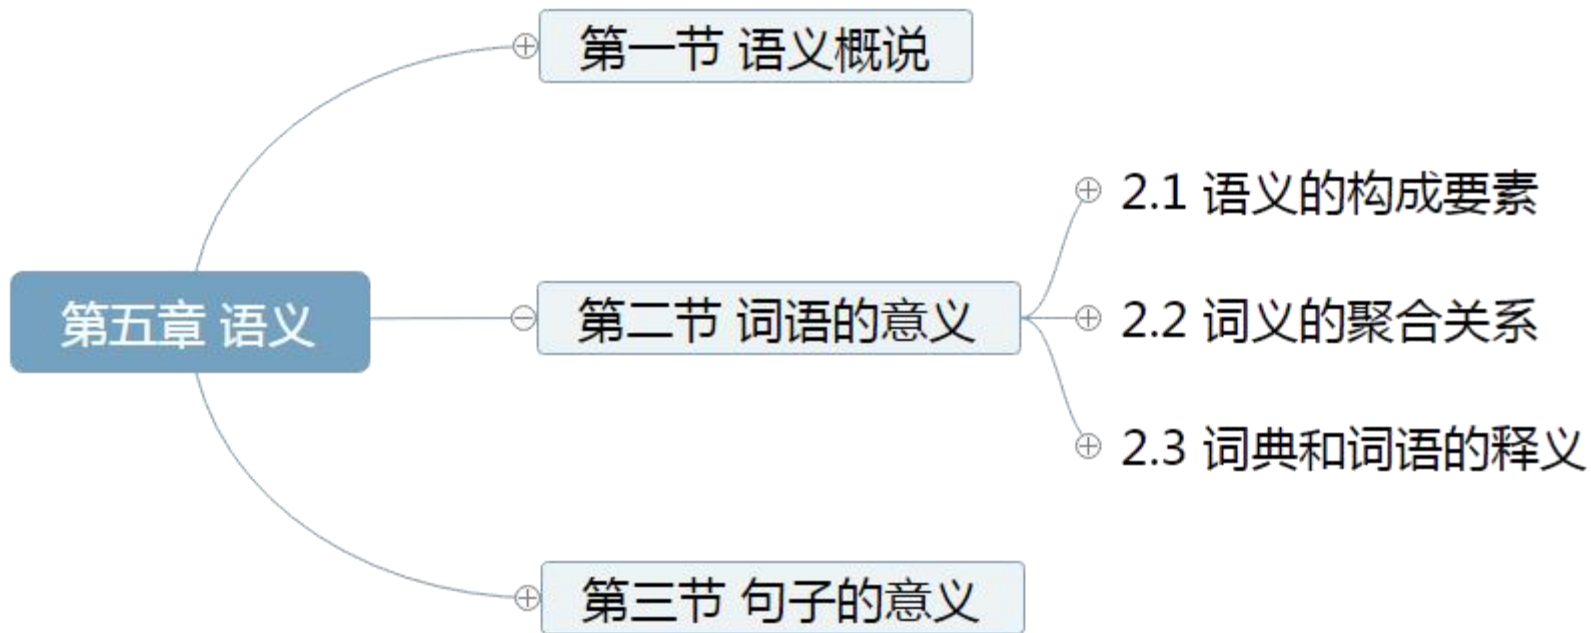 第一节 语义概说
第五章 语义
第二节 词语的意义
2.1 语义的构成要素
2.2 词义的聚合关系
2.3 词典和词语的释义
第三节 句子的意义